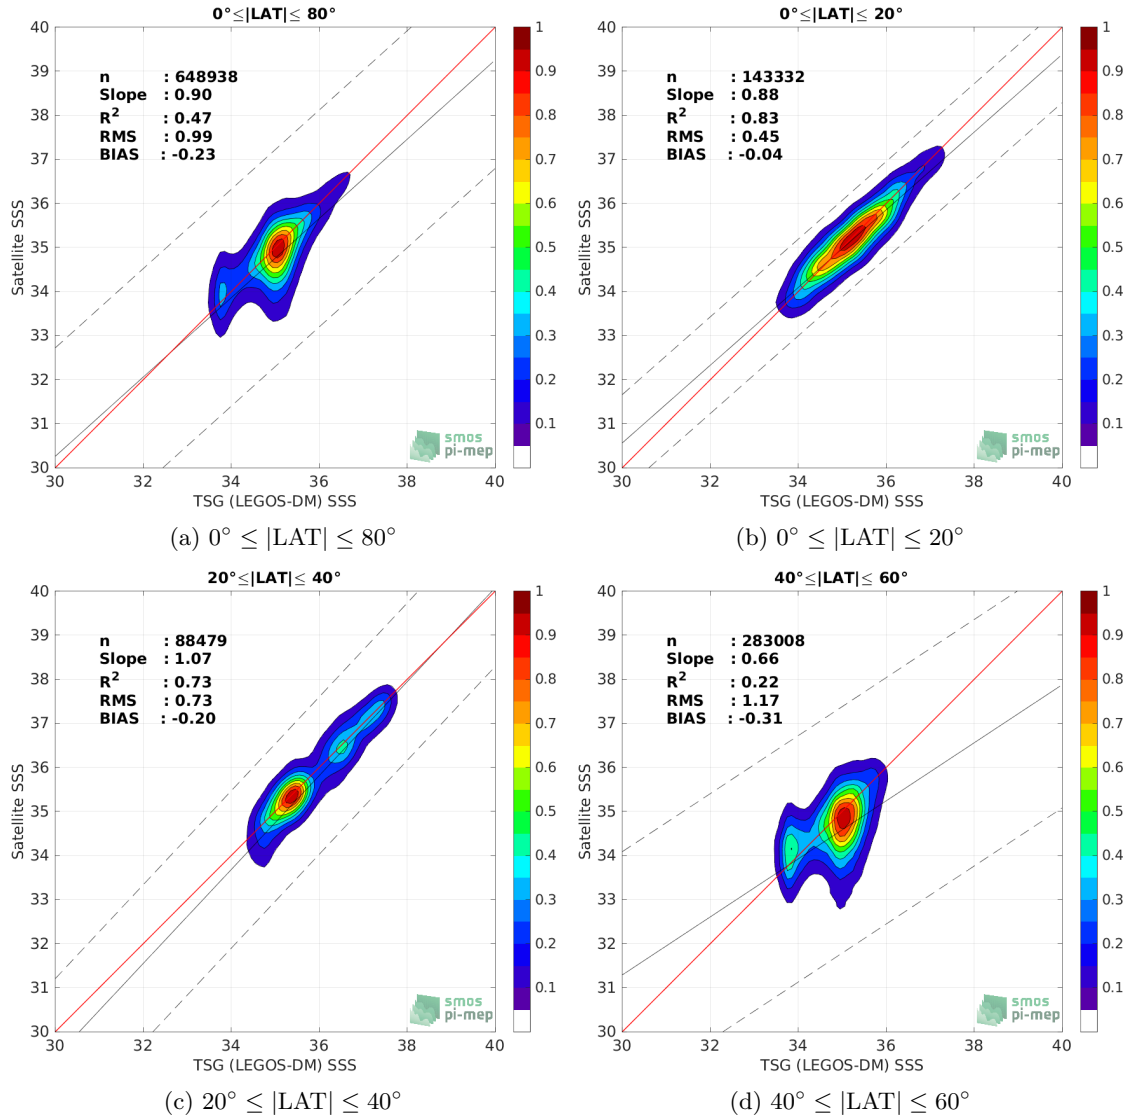 0°≤|LAT|≤ 80°
n : 648938
Slope : 0.90
R² : 0.47
RMS : 0.99
BIAS : -0.23
40
39
38
37
36
35
34
33
32
31
30
Satellite SSS
30 32 34 36 38 40
TSG (LEGOS-DM) SSS
1
0.9
0.8
0.7
0.6
0.5
0.4
0.3
0.2
0.1
smos
pi-mep
(a) 0° ≤ |LAT| ≤ 80°
0°≤|LAT|≤ 20°
n : 143332
Slope : 0.88
R² : 0.83
RMS : 0.45
BIAS : -0.04
40
39
38
37
36
35
34
33
32
31
30
Satellite SSS
30 32 34 36 38 40
TSG (LEGOS-DM) SSS
1
0.9
0.8
0.7
0.6
0.5
0.4
0.3
0.2
0.1
smos
pi-mep
(b) 0° ≤ |LAT| ≤ 20°
20°≤|LAT|≤ 40°
n : 88479
Slope : 1.07
R² : 0.73
RMS : 0.73
BIAS : -0.20
40
39
38
37
36
35
34
33
32
31
30
Satellite SSS
30 32 34 36 38 40
TSG (LEGOS-DM) SSS
1
0.9
0.8
0.7
0.6
0.5
0.4
0.3
0.2
0.1
smos
pi-mep
(c) 20° ≤ |LAT| ≤ 40°
40°≤|LAT|≤ 60°
n : 283008
Slope : 0.66
R² : 0.22
RMS : 1.17
BIAS : -0.31
40
39
38
37
36
35
34
33
32
31
30
Satellite SSS
30 32 34 36 38 40
TSG (LEGOS-DM) SSS
1
0.9
0.8
0.7
0.6
0.5
0.4
0.3
0.2
0.1
smos
pi-mep
(d) 40° ≤ |LAT| ≤ 60°